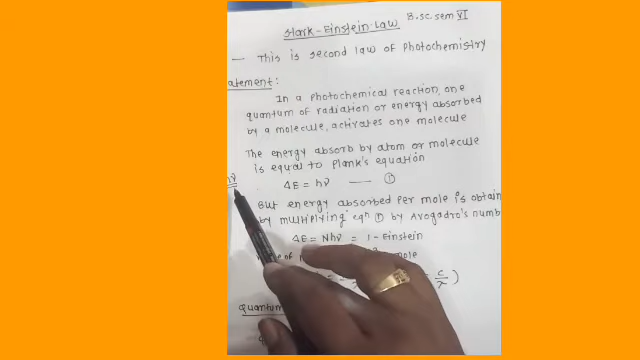 Stark-Einstein-Law B.sc.sem VI
— This is second law of Photochemistry
atement:
In a Photochemical reaction, one
quantum of radiation or energy absorbed
by a molecule, activates one molecule
The energy absorb by atom or molecule
is equal to Plank's equation
hν
ΔE = hν — ①
But energy absorbed Per mole is obtain
by multiplying eqn ① by Avogadro's numb
ΔE = Nhν = 1-Einstein
mole
= c/λ )
quantum